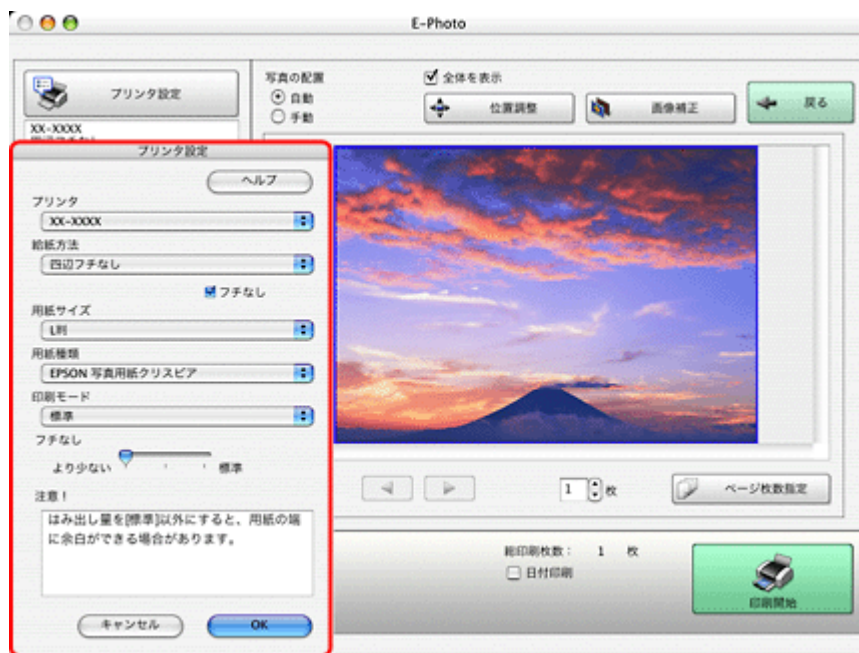 E-Photo
プリンタ設定
XX-XXXX
写真の配置
自動
手動
全体を表示
位置調整
画像補正
戻る
プリンタ設定
ヘルプ
プリンタ
XX-XXXX
給紙方法
四辺フチなし
フチなし
用紙サイズ
L判
用紙種類
EPSON 写真用紙クリスピア
印刷モード
標準
フチなし
より少ない
標準
注意！
はみ出し量を[標準]以外にすると、用紙の端
に余白ができる場合があります。
キャンセル
OK
1 枚
ページ枚数指定
総印刷枚数： 1 枚
日付印刷
印刷開始